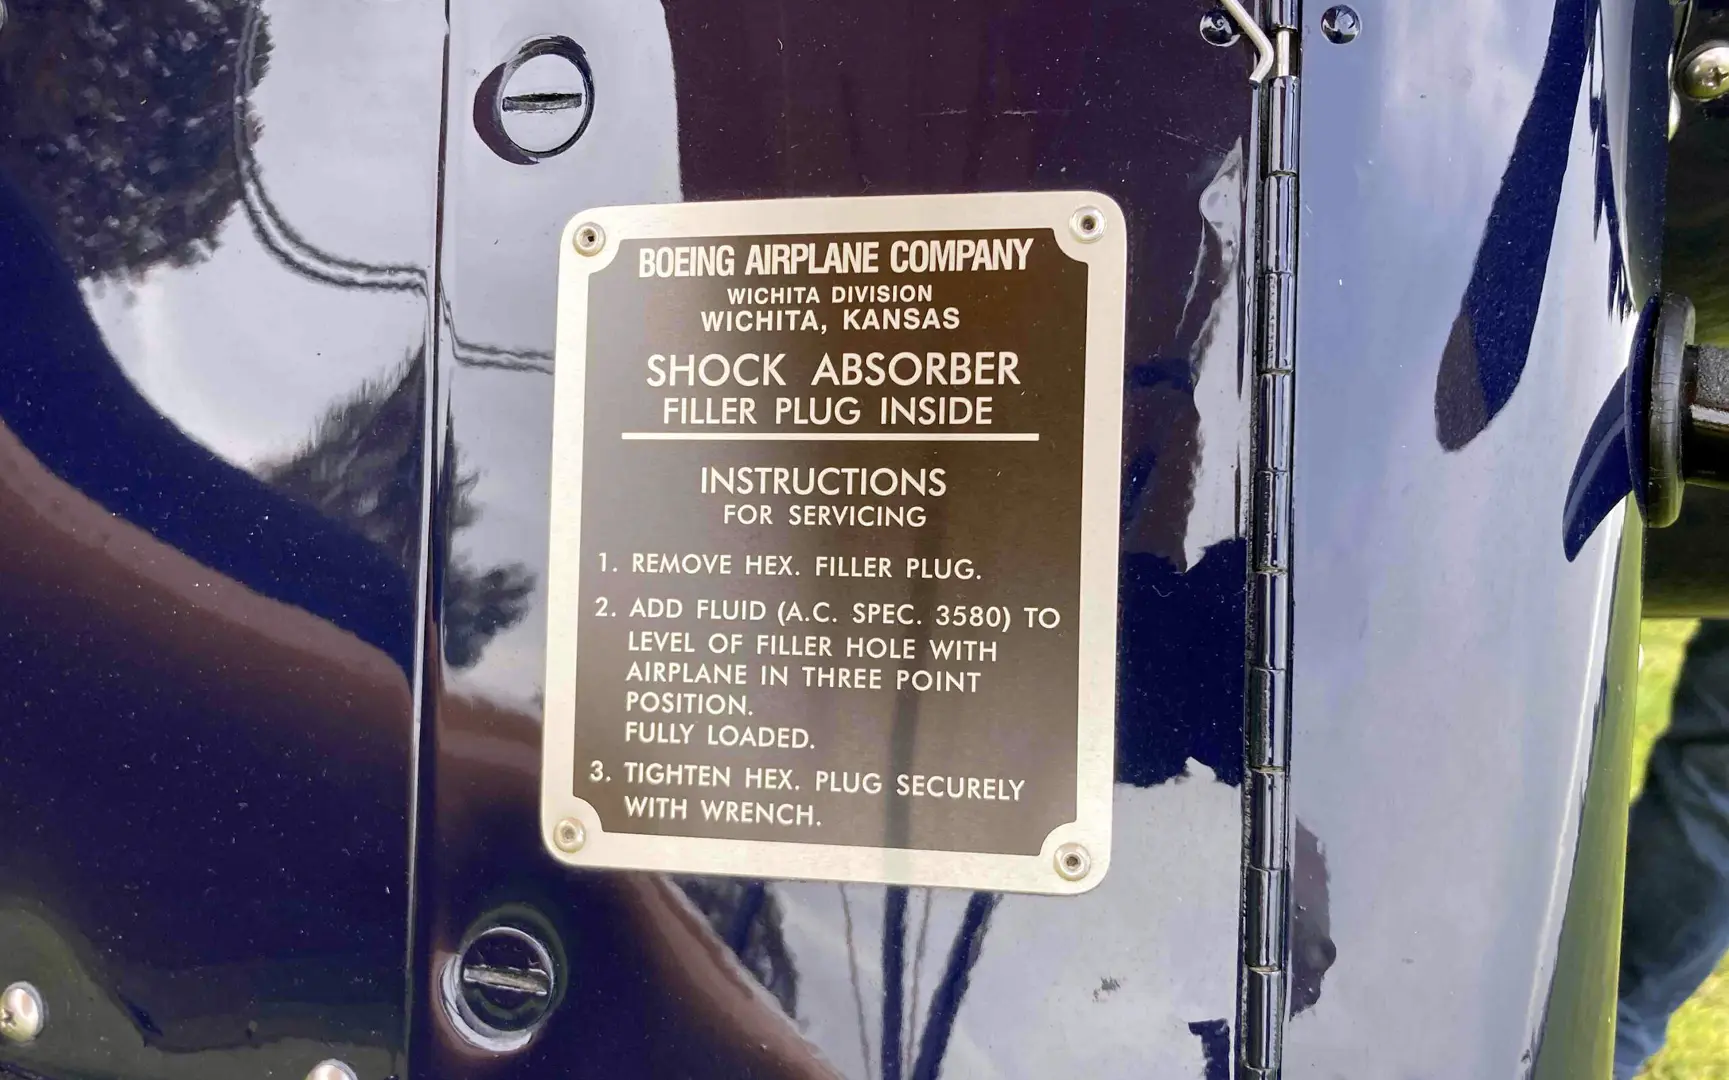 BOEING AIRPLANE COMPANY
WICHITA DIVISION
WICHITA, KANSAS
SHOCK ABSORBER
FILLER PLUG INSIDE
INSTRUCTIONS
FOR SERVICING
1. REMOVE HEX. FILLER PLUG.
2. ADD FLUID (A.C. SPEC. 3580) TO
LEVEL OF FILLER HOLE WITH
AIRPLANE IN THREE POINT
POSITION.
FULLY LOADED.
3. TIGHTEN HEX. PLUG SECURELY
WITH WRENCH.